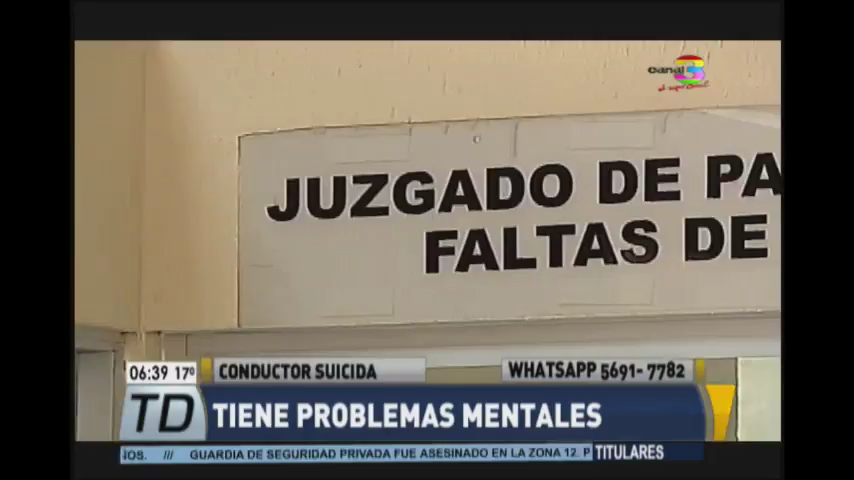 canal 3
JUZGADO DE PA
FALTAS DE
06:39 17°
CONDUCTOR SUICIDA
WHATSAPP 5691- 7782
TD
TIENE PROBLEMAS MENTALES
IOS. /// GUARDIA DE SEGURIDAD PRIVADA FUE ASESINADO EN LA ZONA 12. P
TITULARES